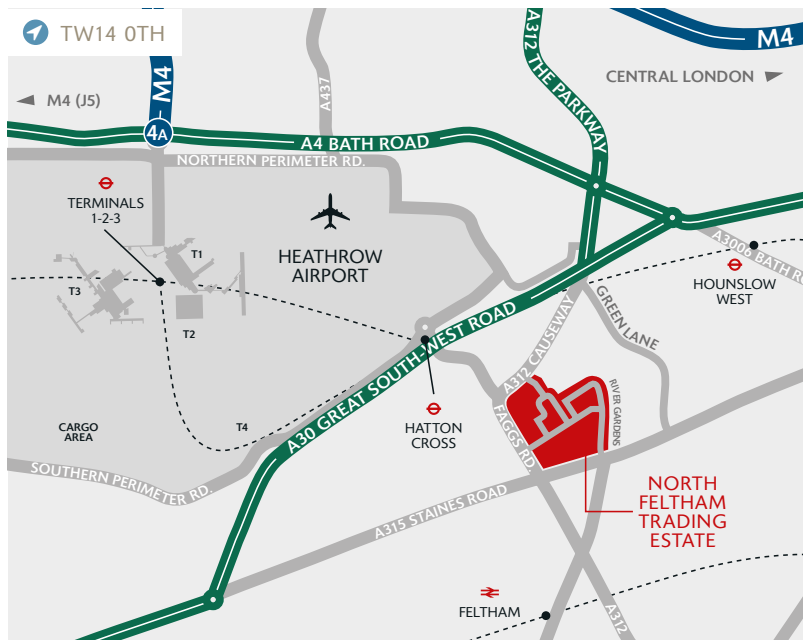 TW14 0TH
M4
M4
A312 THE PARKWAY
CENTRAL LONDON
M4 (J5)
A437
4A
A4 BATH ROAD
NORTHERN PERIMETER RD.
TERMINALS
1-2-3
HEATHROW
AIRPORT
T1
T3
T2
T4
A3006 BATH RO
HOUNSLOW
WEST
GREEN LANE
A30 GREAT SOUTH-WEST ROAD
A312 CAUSEWAY
RIVER GARDENS
HATTON
CROSS
FAGGS RD.
CARGO
AREA
SOUTHERN PERIMETER RD.
A315 STAINES ROAD
NORTH
FELTHAM
TRADING
ESTATE
FELTHAM
A312